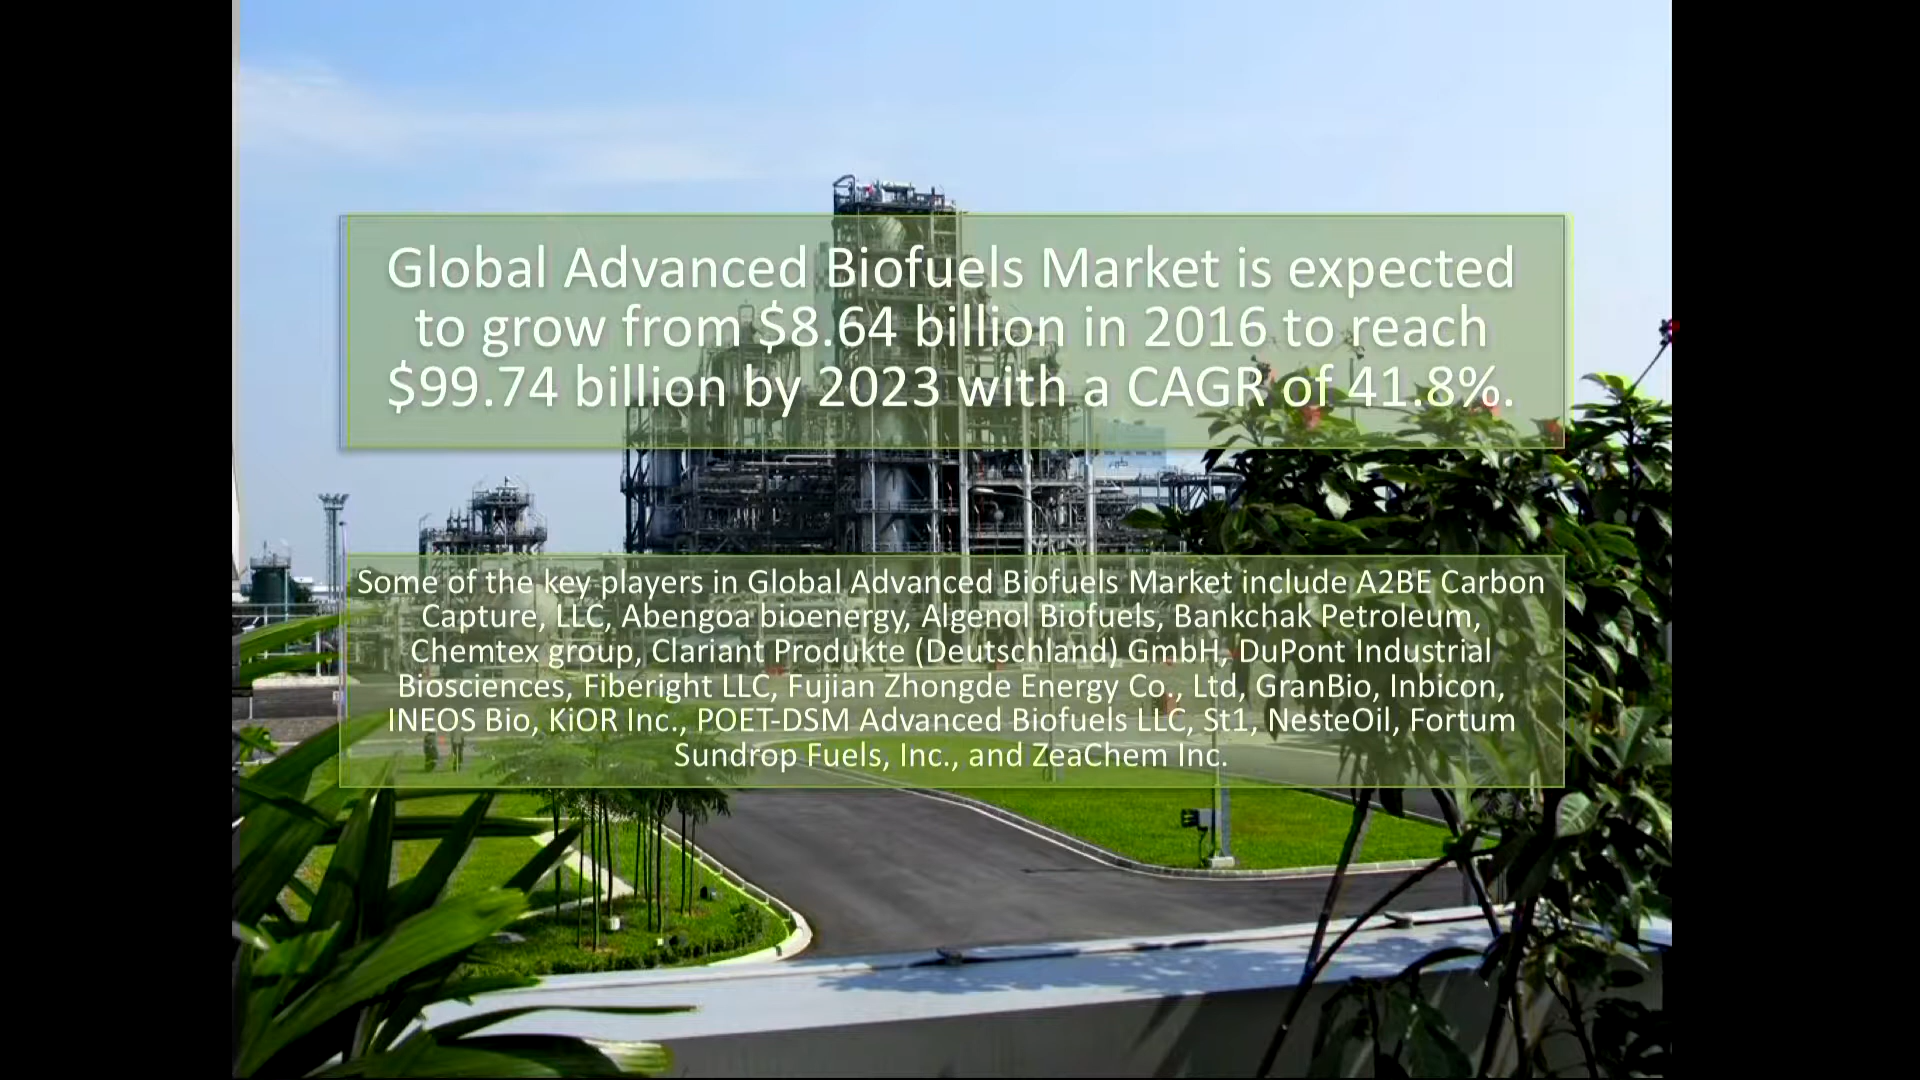 Global Advanced Biofuels Market is expected
to grow from $8.64 billion in 2016 to reach
$99.74 billion by 2023 with a CAGR of 41.8%.
Some of the key players in Global Advanced Biofuels Market include A2BE Carbon
Capture, LLC, Abengoa bioenergy, Algenol Biofuels, Bankchak Petroleum,
Chemtex group, Clariant Produkte (Deutschland) GmbH, DuPont Industrial
Biosciences, Fiberight LLC, Fujian Zhongde Energy Co., Ltd, GranBio, Inbicon,
INEOS Bio, KiOR Inc., POET-DSM Advanced Biofuels LLC, St1, NesteOil, Fortum
Sundrop Fuels, Inc., and ZeaChem Inc.